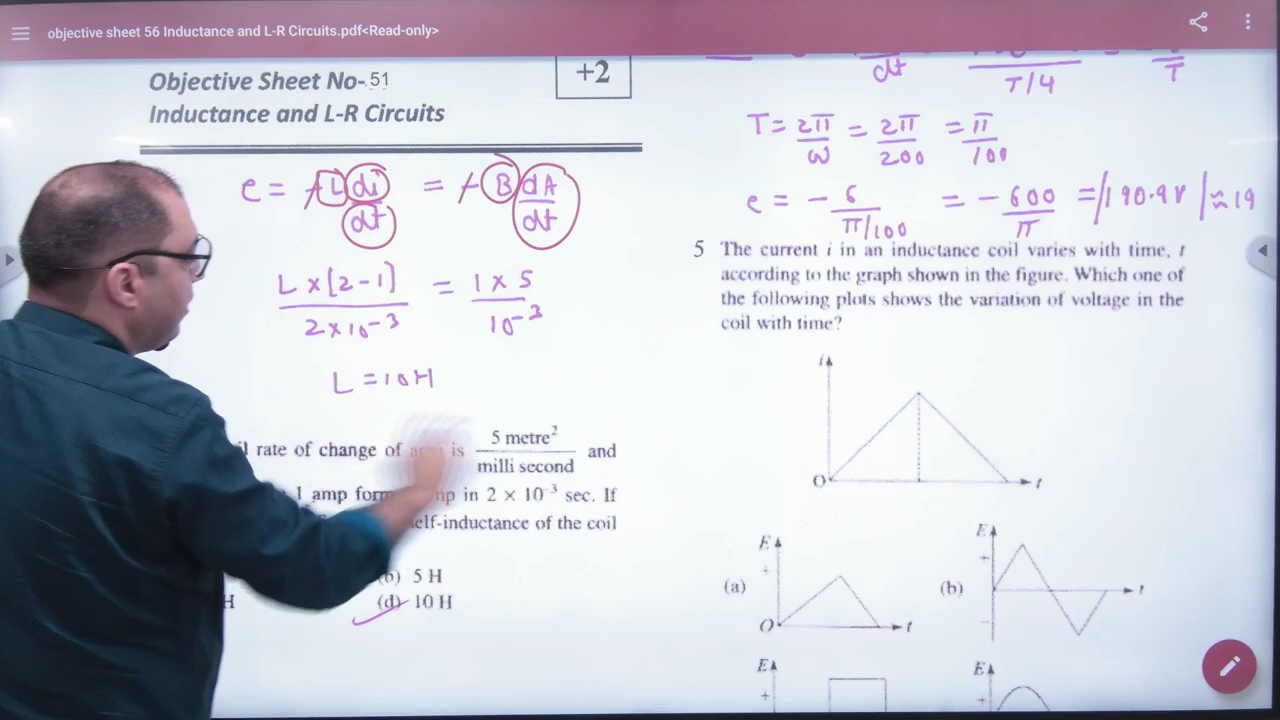 objective sheet 56 Inductance and L-R Circuits.pdf<Read-only>
Objective Sheet No-51
Inductance and L-R Circuits
+2
e = -L di/dt = -B dA/dt
L × [2-1] / 2×10⁻³ = 1 × 5 / 10⁻³
L = 10H
rate of change of is 5 metre² / milli second and
1 amp in 2 × 10⁻³ sec. If
self-inductance of the coil
(b) 5 H
H (d) 10 H
dt T/4 T
T = 2π/ω = 2π/200 = π/100
e = - 6 / π/100 = - 600/π = |190.9V| ≈ 19
5 The current i in an inductance coil varies with time, t
according to the graph shown in the figure. Which one of
the following plots shows the variation of voltage in the
coil with time?
i
O t
(a) E + O t
(b) E + - t
E +
E +